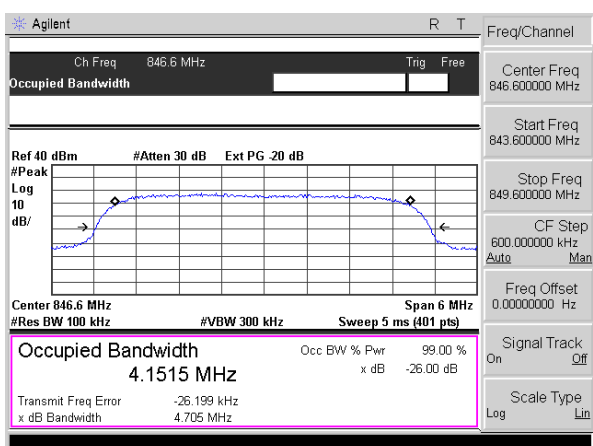 Agilent R T
Ch Freq 846.6 MHz Trig Free
Occupied Bandwidth
Ref 40 dBm #Atten 30 dB Ext PG -20 dB
#Peak
Log
10
dB/
Center 846.6 MHz Span 6 MHz
#Res BW 100 kHz #VBW 300 kHz Sweep 5 ms (401 pts)
Occupied Bandwidth Occ BW % Pwr 99.00 %
4.1515 MHz x dB -26.00 dB
Transmit Freq Error -26.199 kHz
x dB Bandwidth 4.705 MHz
Freq/Channel
Center Freq
846.600000 MHz
Start Freq
843.600000 MHz
Stop Freq
849.600000 MHz
CF Step
600.000000 kHz
Auto Man
Freq Offset
0.00000000 Hz
Signal Track
On Off
Scale Type
Log Lin